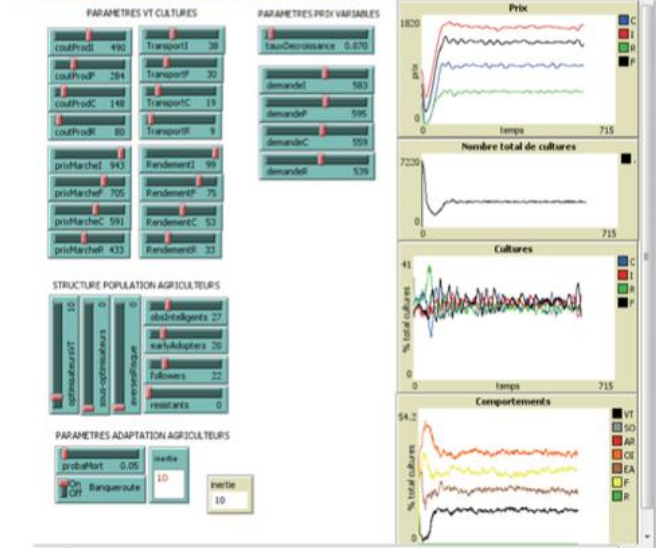 PARAMETRES VT CULTURES
coutProdI 490
TransportI 38
coutProdF 284
TransportF 30
coutProdC 148
TransportC 19
coutProdR 80
TransportR 9
prixMarcheI 943
RendementI 99
prixMarcheF 705
RendementF 75
prixMarcheC 591
RendementC 53
prixMarcheR 433
RendementR 33
PARAMETRES PRIX VARIABLES
tauxDecroissance 0.870
demandeI 583
demandeF 595
demandeC 559
demandeR 539
STRUCTURE POPULATION AGRICULTEURS
optimisateursVT 10
sous-optimisateurs 0
aversesRisque 0
obsIntelligents 27
earlyAdopters 20
Followers 22
resistants 0
PARAMETRES ADAPTATION AGRICULTEURS
probaMort 0.05
On
Off
Banqueroute
inertie
10
inertie
10
Prix
1820
prix
0
0
temps
715
C
I
R
F
Nombre total de cultures
7220
0
0
715
Cultures
41
% total cultures
0
0
temps
715
C
I
R
F
Comportements
54.2
% total cultures
0
VT
SO
AR
OI
EA
F
R